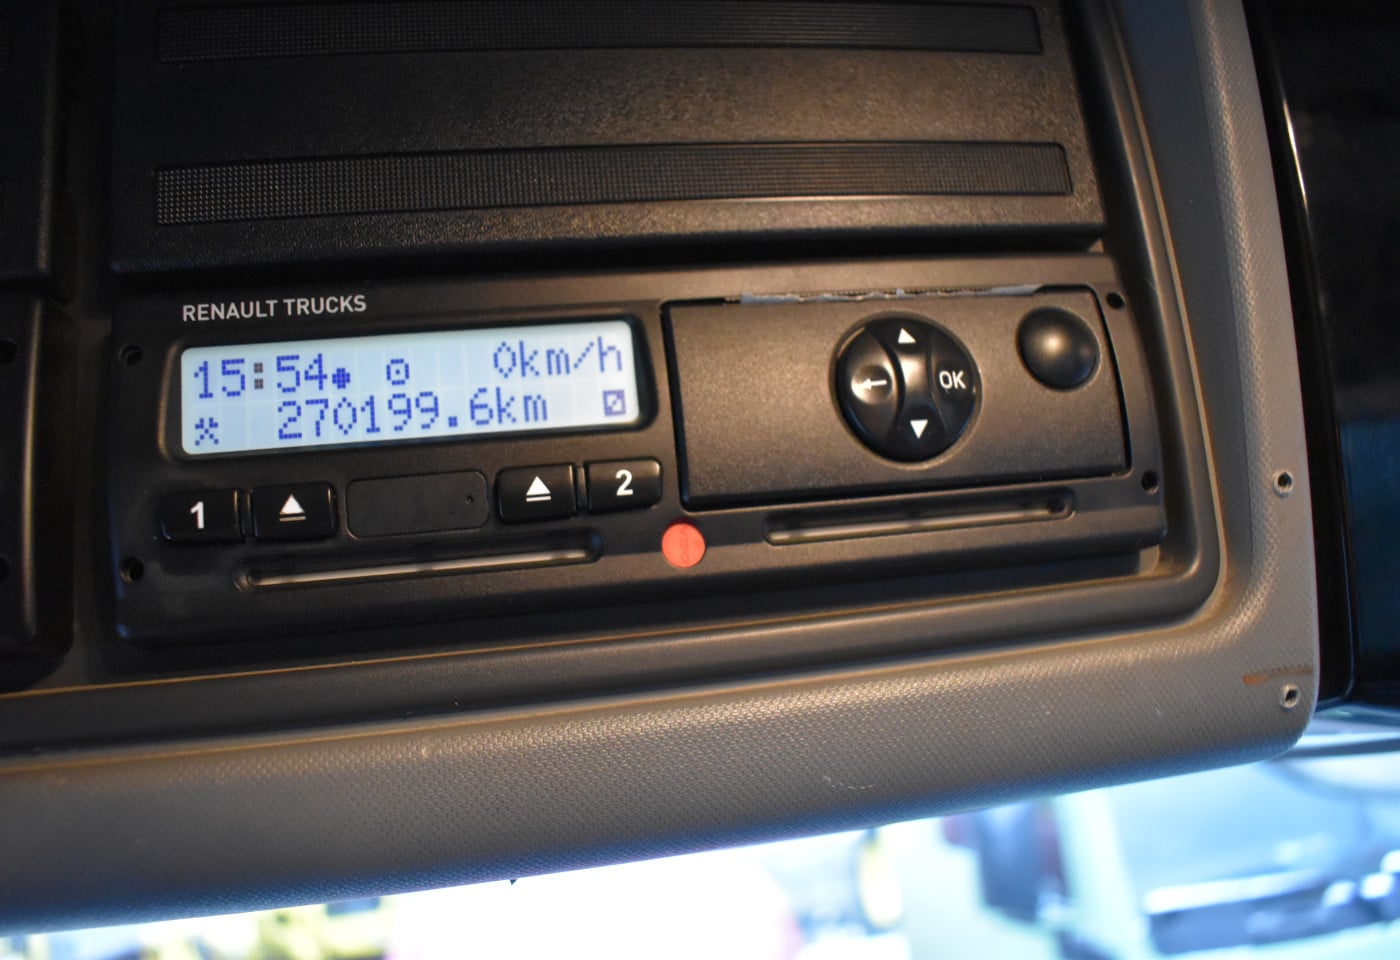 RENAULT TRUCKS
15:54 0km/h
270199.6km
1
2
OK